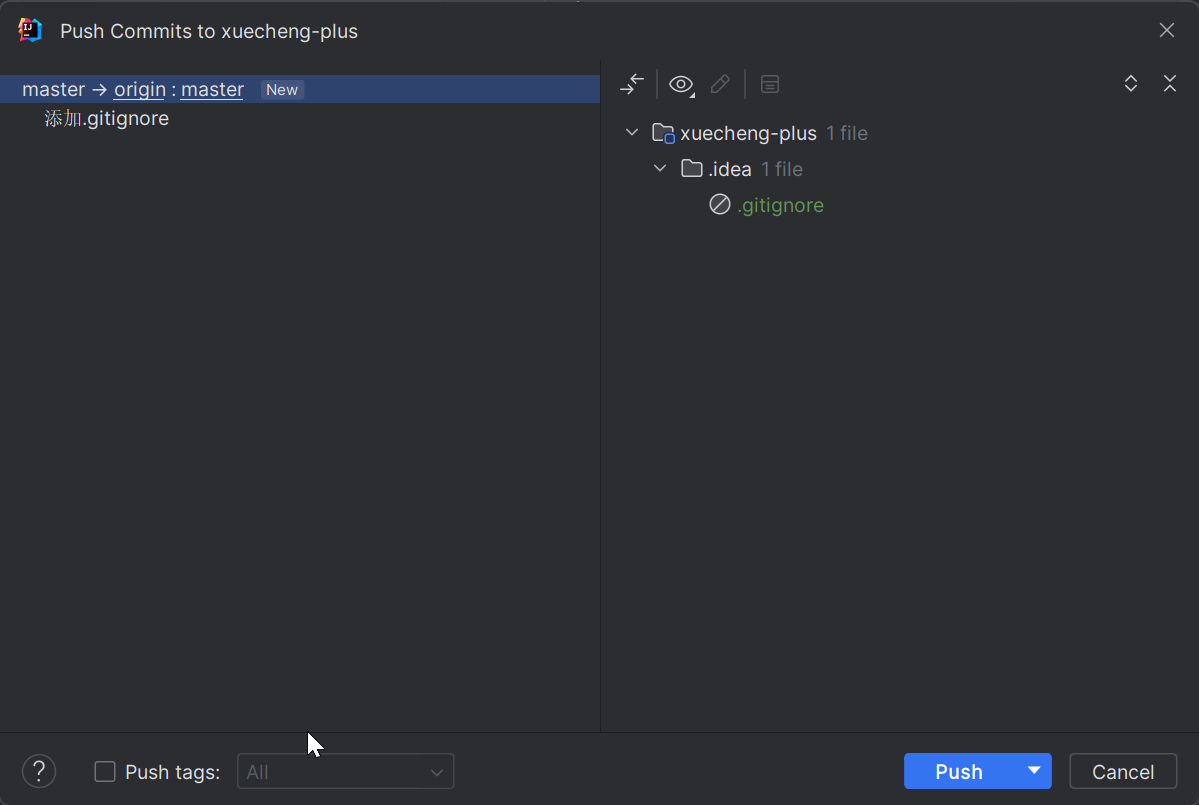 Push Commits to xuecheng-plus
master → origin : master New
添加.gitignore
xuecheng-plus 1 file
.idea 1 file
.gitignore
? Push tags: All
Push Cancel